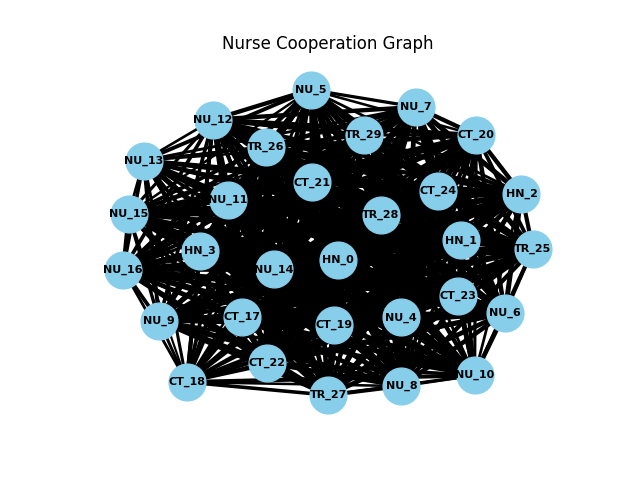 Nurse Cooperation Graph
NU_5
NU_7
NU_12
TR_29
CT_20
TR_26
NU_13
CT_21
CT_24
HN_2
NU_11
NU_15
TR_28
HN_1
TR_25
HN_3
HN_0
NU_14
NU_16
CT_23
NU_6
CT_17
NU_4
NU_9
CT_19
CT_22
NU_10
CT_18
NU_8
TR_27